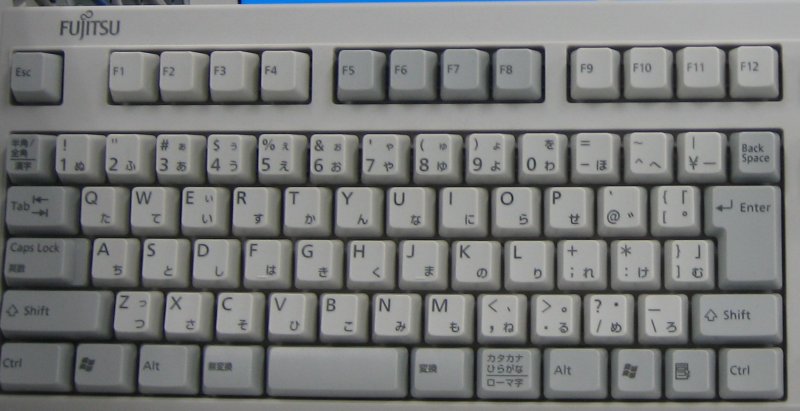 FUJITSU
Esc F1 F2 F3 F4 F5 F6 F7 F8 F9 F10 F11 F12
半角/ ! " # ぁ $ ぅ % ぇ & ぉ ' ゃ ( ゅ ) ょ を = ~ | Back
全角 1 ぬ 2 ふ 3 あ 4 う 5 え 6 お 7 や 8 ゆ 9 よ 0 わ - ほ ^ へ ¥ ー Space
漢字
Tab Q W E ぃ R T Y U I O P ` { 「 Enter
た て い す か ん な に ら せ @ ゛ [ ゜
Caps Lock A S D F G H J K L + * } 」
英数 ち と し は き く ま の り ; れ : け ] む
Shift Z っ X C V B N M < 、 > 。 ? ・ _ Shift
つ さ そ ひ こ み も , ね . る / め \ ろ
Ctrl Alt 無変換 変換 カタカナ Alt Ctrl
ひらがな
ローマ字